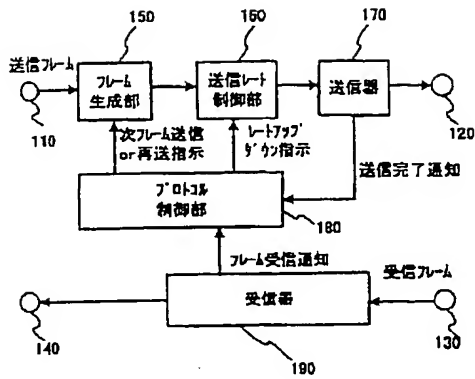 150
160
170
送信フレーム
フレーム
生成部
送信レート
制御部
送信器
110
次フレーム送信
or再送指示
レートアップ
ダウン指示
120
送信完了通知
プロトコル
制御部
180
フレーム受信通知
受信フレーム
受信器
140
130
190